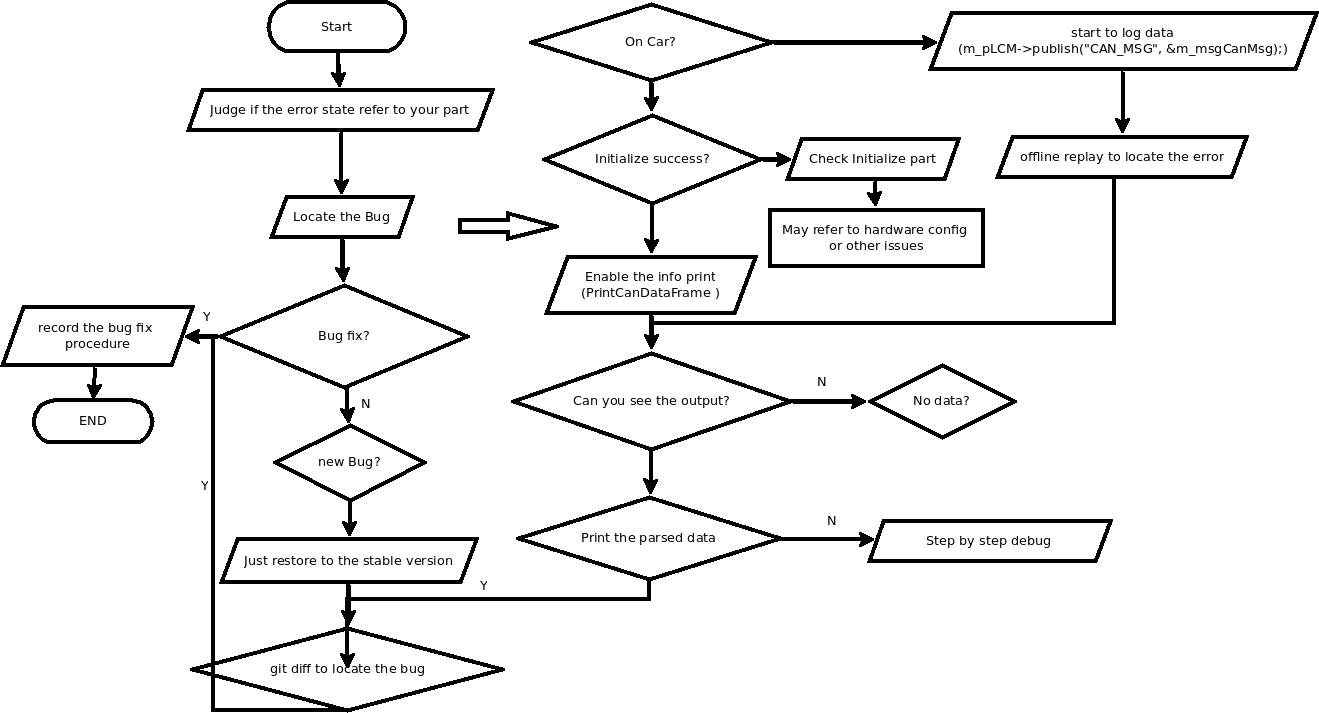 Start
Judge if the error state refer to your part
Locate the Bug
Bug fix?
Y
record the bug fix
procedure
END
N
new Bug?
Y
Just restore to the stable version
git diff to locate the bug
On Car?
start to log data
(m_pLCM->publish("CAN_MSG", &m_msgCanMsg);)
Initialize success?
Check Initialize part
offline replay to locate the error
May refer to hardware config
or other issues
Enable the info print
(PrintCanDataFrame )
Can you see the output?
N
No data?
Print the parsed data
N
Step by step debug
Y